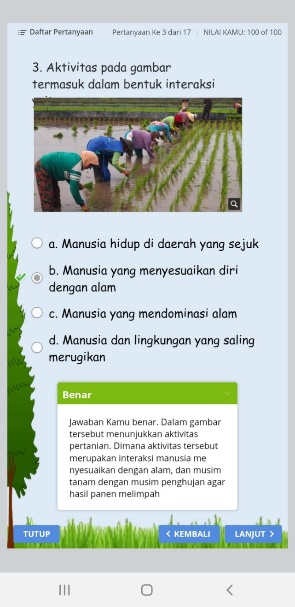 Daftar Pertanyaan
Pertanyaan Ke 3 dari 17
NILAI KAMU: 100 of 100
3. Aktivitas pada gambar
termasuk dalam bentuk interaksi
a. Manusia hidup di daerah yang sejuk
b. Manusia yang menyesuaikan diri
dengan alam
c. Manusia yang mendominasi alam
d. Manusia dan lingkungan yang saling
merugikan
Benar
Jawaban Kamu benar. Dalam gambar
tersebut menunjukkan aktivitas
pertanian. Dimana aktivitas tersebut
merupakan interaksi manusia me
nyesuaikan dengan alam, dan musim
tanam dengan musim penghujan agar
hasil panen melimpah
TUTUP
< KEMBALI
LANJUT >